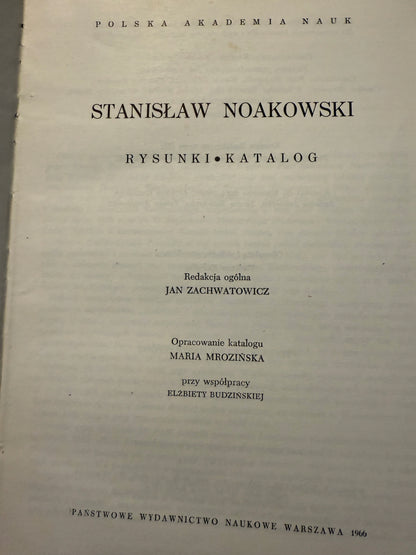 POLSKA AKADEMIA NAUK
STANISŁAW NOAKOWSKI
RYSUNKI • KATALOG
Redakcja ogólna
JAN ZACHWATOWICZ
Opracowanie katalogu
MARIA MROZIŃSKA
przy współpracy
ELŻBIETY BUDZIŃSKIEJ
PAŃSTWOWE WYDAWNICTWO NAUKOWE WARSZAWA 1966